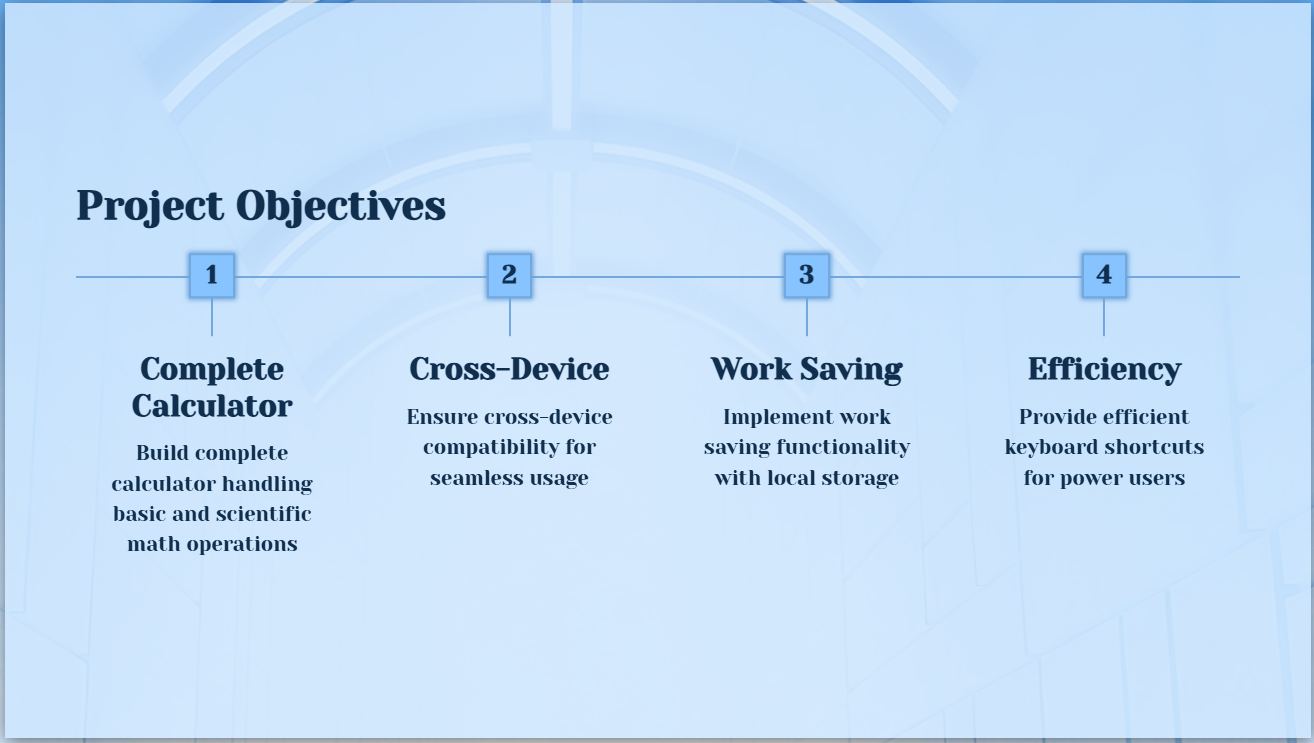 Project Objectives
1
2
3
4
Complete
Calculator
Build complete
calculator handling
basic and scientific
math operations
Cross-Device
Ensure cross-device
compatibility for
seamless usage
Work Saving
Implement work
saving functionality
with local storage
Efficiency
Provide efficient
keyboard shortcuts
for power users